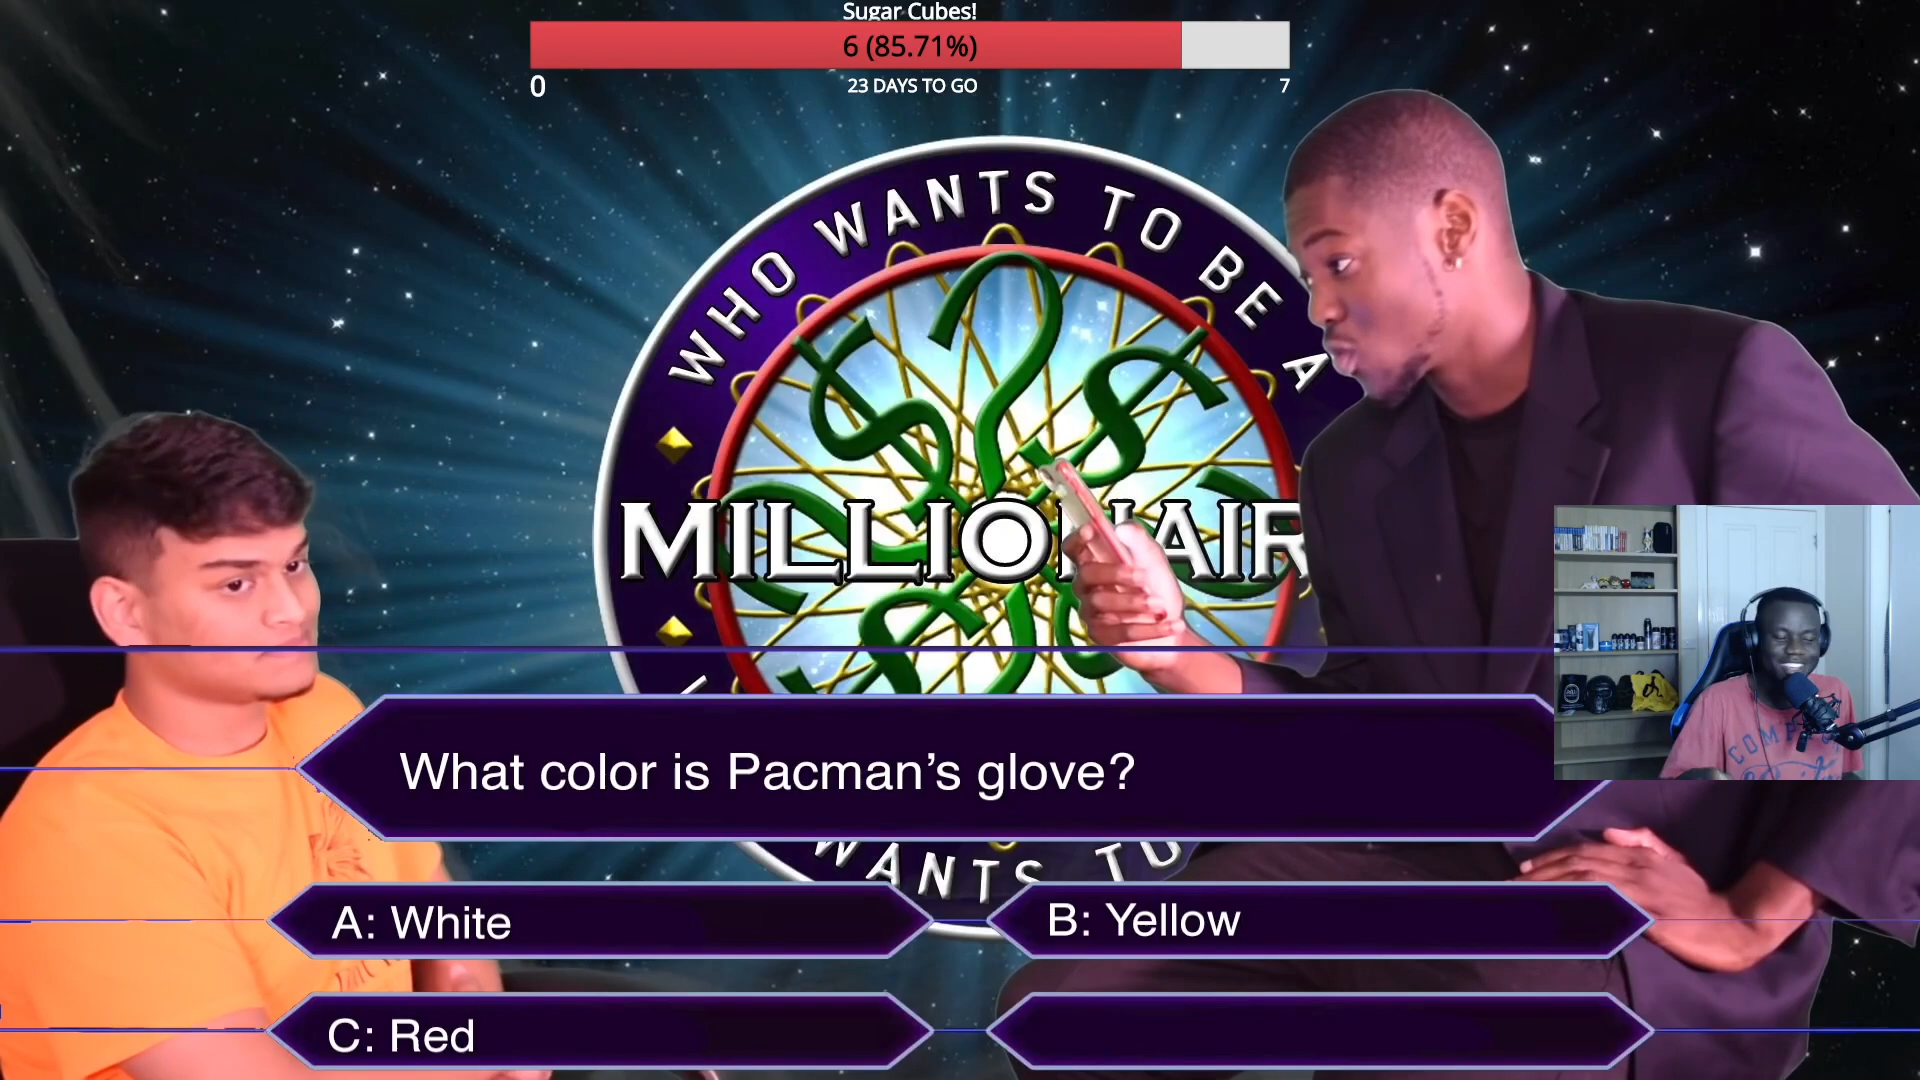 Sugar Cubes!
6 (85.71%)
0
23 DAYS TO GO
7
WHO WANTS TO BE A
MILLIONAIR
What color is Pacman’s glove?
WANTS TO
A: White
B: Yellow
C: Red